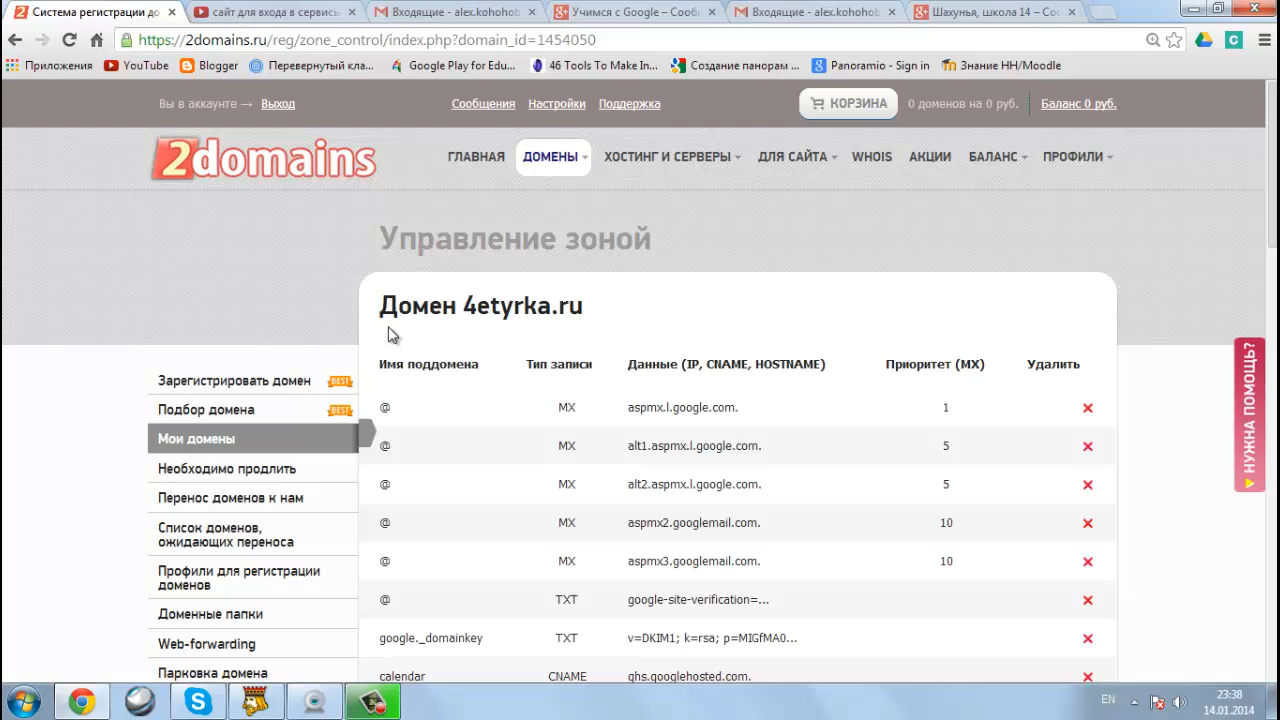 Система регистрации до
сайт для входа в сервись
Входящие - alex.kohohob
Учимся с Google – Сооб
Входящие - alex.kohohob
Шахунья, школа 14 – Со
https://2domains.ru/reg/zone_control/index.php?domain_id=1454050
Приложения
YouTube
Blogger
Перевернутый кла...
Google Play for Edu...
46 Tools To Make In...
Создание панорам ...
Panoramio - Sign in
Знание НН/Moodle
Вы в аккаунте → Выход
Сообщения Настройки Поддержка
КОРЗИНА
0 доменов на 0 руб.
Баланс 0 руб.
2domains
ГЛАВНАЯ ДОМЕНЫ ХОСТИНГ И СЕРВЕРЫ ДЛЯ САЙТА WHOIS АКЦИИ БАЛАНС ПРОФИЛИ
Управление зоной
Домен 4etyrka.ru
Имя поддомена Тип записи Данные (IP, CNAME, HOSTNAME) Приоритет (MX) Удалить
@ MX aspmx.l.google.com. 1
@ MX alt1.aspmx.l.google.com. 5
@ MX alt2.aspmx.l.google.com. 5
@ MX aspmx2.googlemail.com. 10
@ MX aspmx3.googlemail.com. 10
@ TXT google-site-verification=...
google._domainkey TXT v=DKIM1; k=rsa; p=MIGfMA0...
calendar CNAME ghs.googlehosted.com.
Зарегистрировать домен BEST
Подбор домена BEST
Мои домены
Необходимо продлить
Перенос доменов к нам
Список доменов,
ожидающих переноса
Профили для регистрации
доменов
Доменные папки
Web-forwarding
Парковка домена
НУЖНА ПОМОЩЬ?
EN
23:38
14.01.2014